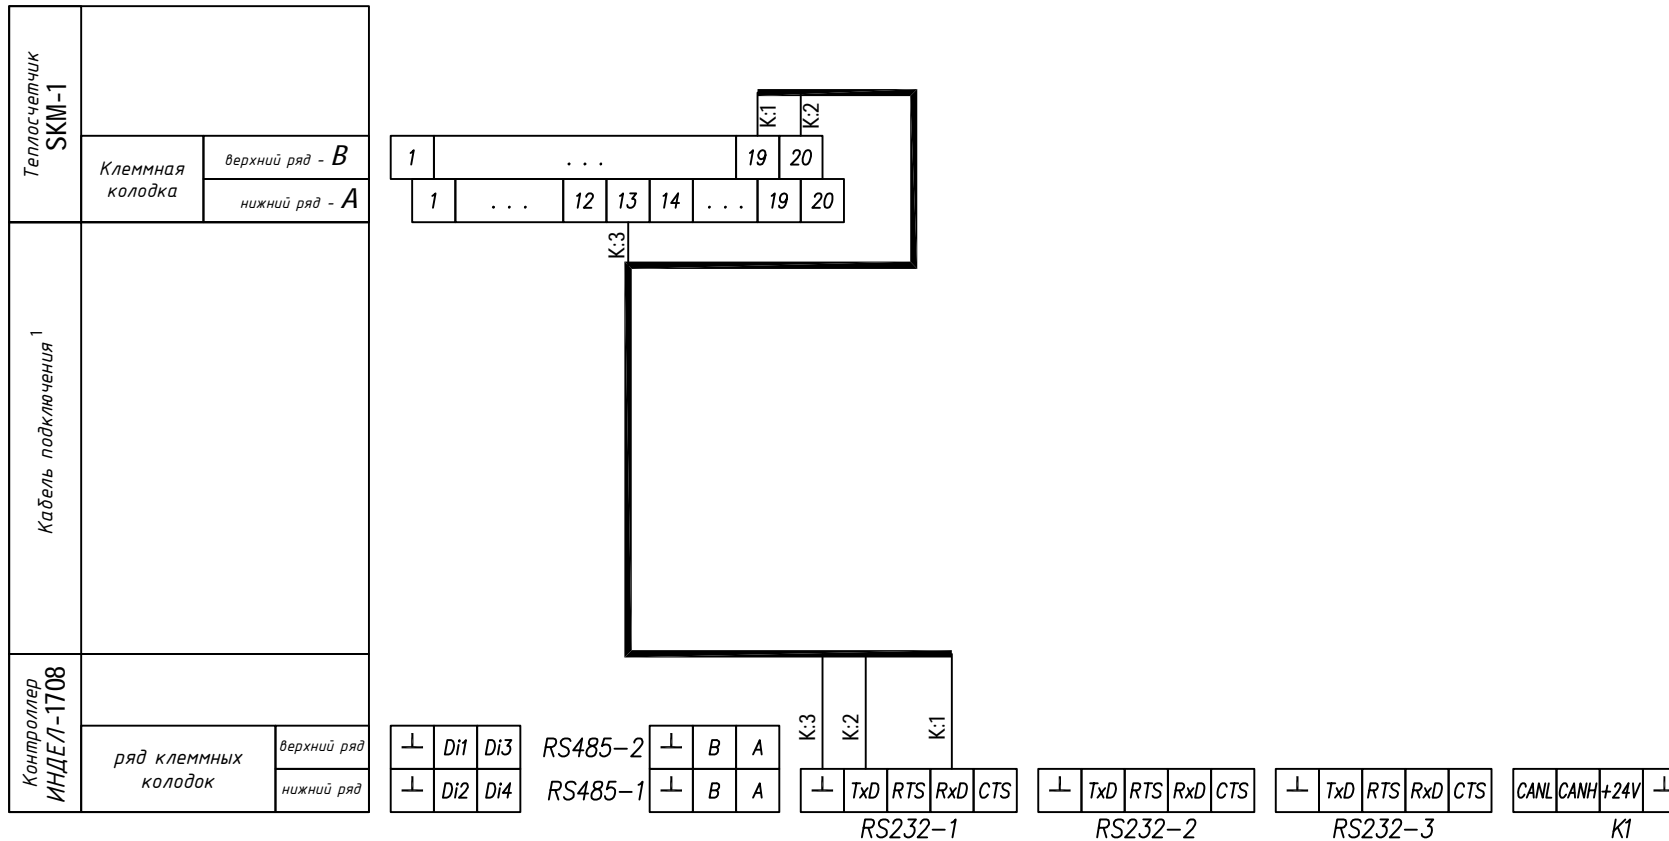 Теплосчетчик
SKM-1
Клеммная
колодка
верхний ряд - В
нижний ряд - А
1 . . . 19 20
1 . . . 12 13 14 . . . 19 20
К:1
К:2
К:3
Кабель подключения 1
Контроллер
ИНДЕЛ-1708
ряд клеммных
колодок
верхний ряд
нижний ряд
⊥ Di1 Di3
RS485-2 ⊥ B A
⊥ Di2 Di4
RS485-1 ⊥ B A
К:3
К:2
К:1
⊥ TxD RTS RxD CTS
RS232-1
⊥ TxD RTS RxD CTS
RS232-2
⊥ TxD RTS RxD CTS
RS232-3
CANL CANH +24V ⊥
K1